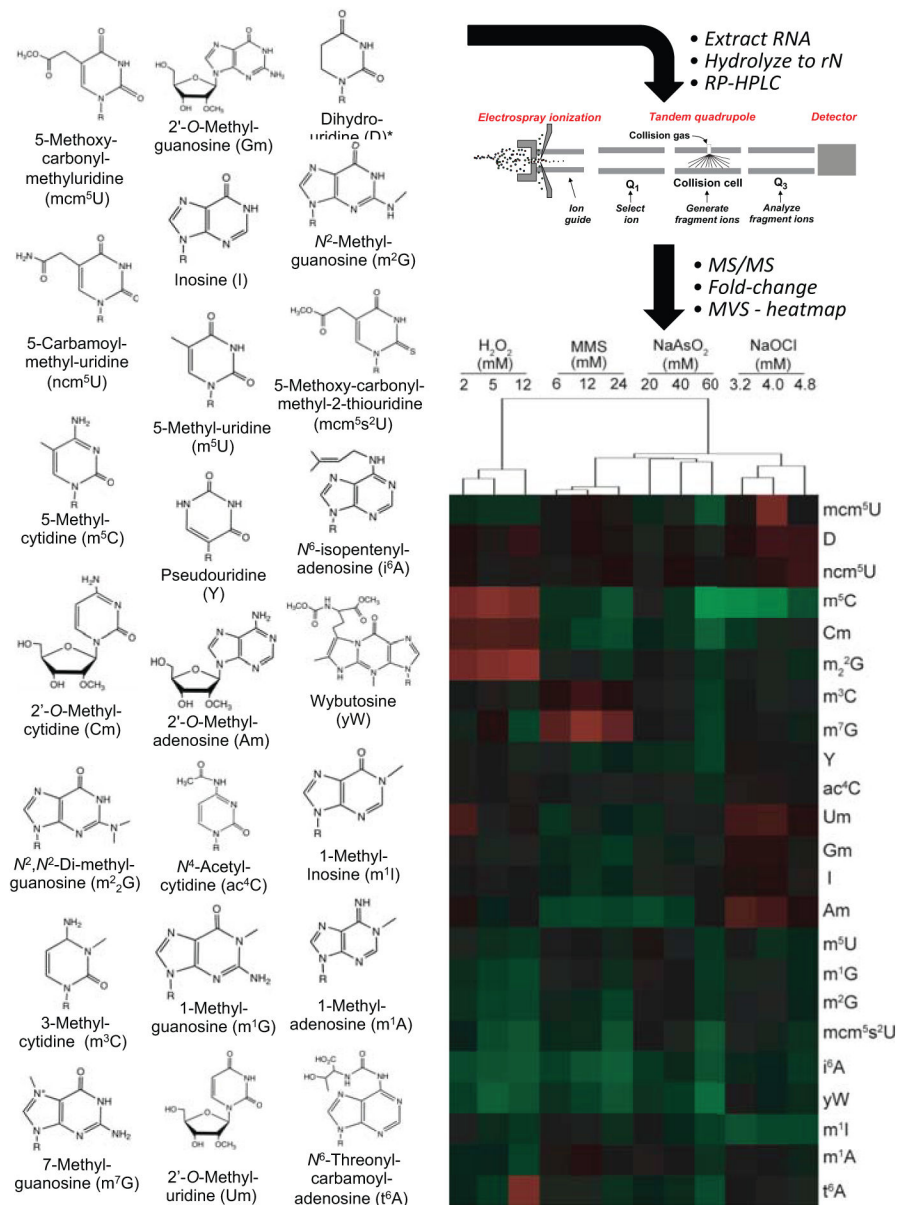 5-Methoxy-
carbonyl-
methyluridine
(mcm⁵U)
5-Carbamoyl-
methyl-uridine
(ncm⁵U)
5-Methyl-
cytidine (m⁵C)
2'-O-Methyl-
cytidine (Cm)
N²,N²-Di-methyl-
guanosine (m²₂G)
3-Methyl-
cytidine (m³C)
7-Methyl-
guanosine (m⁷G)
2'-O-Methyl-
guanosine (Gm)
Inosine (I)
5-Methyl-uridine
(m⁵U)
Pseudouridine
(Y)
2'-O-Methyl-
adenosine (Am)
N⁴-Acetyl-
cytidine (ac⁴C)
1-Methyl-
guanosine (m¹G)
2'-O-Methyl-
uridine (Um)
Dihydro-
uridine (D)*
N²-Methyl-
guanosine (m²G)
5-Methoxy-carbonyl-
methyl-2-thiouridine
(mcm⁵s²U)
N⁶-isopentenyl-
adenosine (i⁶A)
Wybutosine
(yW)
1-Methyl-
Inosine (m¹I)
1-Methyl-
adenosine (m¹A)
N⁶-Threonyl-
carbamoyl-
adenosine (t⁶A)
• Extract RNA
• Hydrolyze to rN
• RP-HPLC
Electrospray ionization Tandem quadrupole Detector
Collision gas
Q₁ Collision cell Q₃
Ion guide Select ion Generate fragment ions Analyze fragment ions
• MS/MS
• Fold-change
• MVS - heatmap
H₂O₂ MMS NaAsO₂ NaOCl
(mM) (mM) (mM) (mM)
2 5 12 6 12 24 20 40 60 3.2 4.0 4.8
mcm⁵U
D
ncm⁵U
m⁵C
Cm
m₂²G
m³C
m⁷G
Y
ac⁴C
Um
Gm
I
Am
m⁵U
m¹G
m²G
mcm⁵s²U
i⁶A
yW
m¹I
m¹A
t⁶A